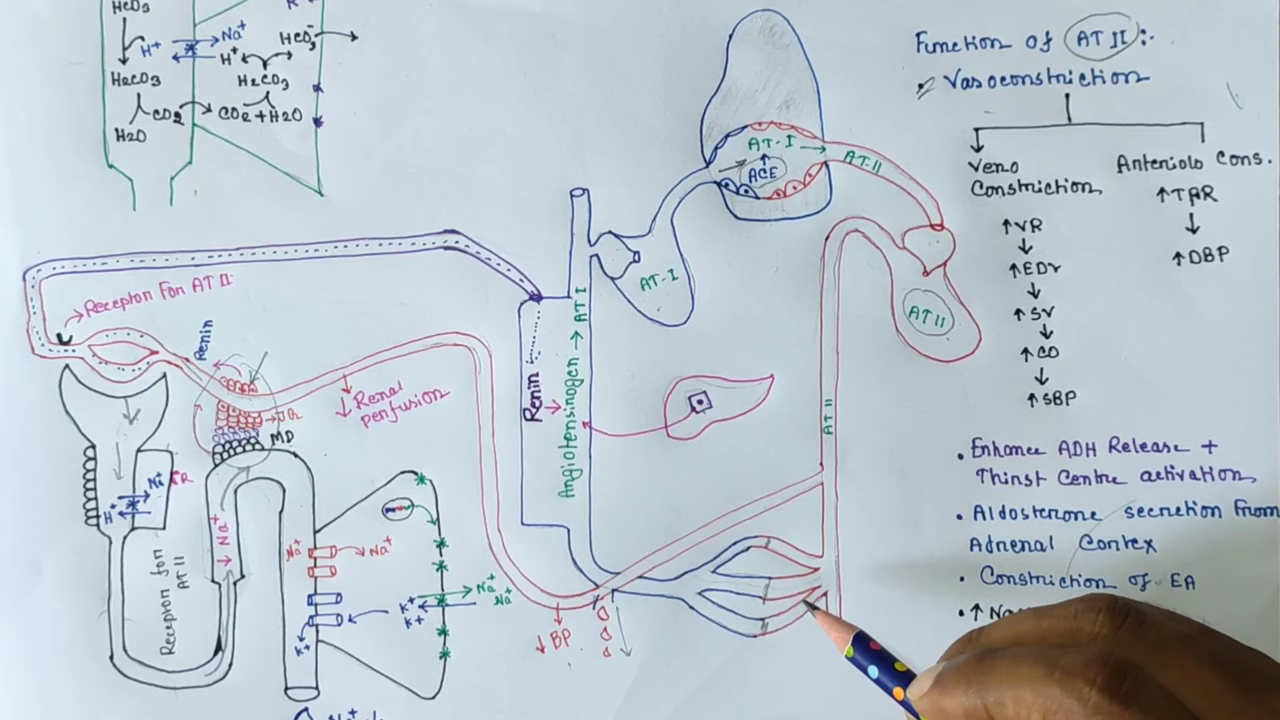 HCO3
H+
Na+
H+
HCO3-
H2CO3
H2CO3
CO2
CO2+H2O
H2O
Function of AT II:-
Vasoconstriction
Veno
Constriction
Arteriolo Cons.
↑VR
↑TPR
↓
↓
↑EDV
↑DBP
↓
↑SV
↓
↑CO
↓
↑SBP
AT-I → AT II
ACE
AT-I
AT II
→Receptor For AT II
Renin
↓ Renal
perfusion
→JG
MD
Renin →
Angiotensinogen → AT I
AT II
Na+
H+
R
↓ Na+
Receptor for
AT II
Na+
Na+
K+
K+
K+
Na+
Na+
↓ BP
• Enhance ADH Release +
Thirst Centre activation
• Aldosterone secretion From
Adrenal Cortex
• Constriction of EA
• ↑ Na
Na+